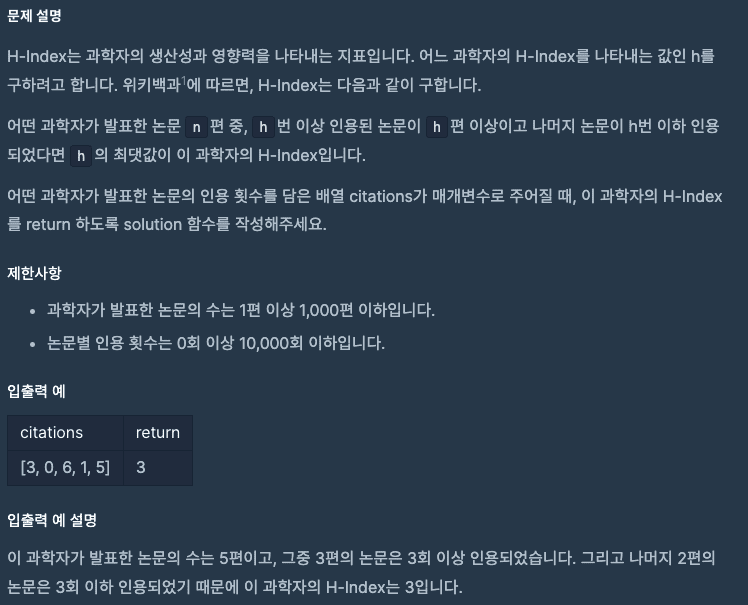 문제 설명
H-Index는 과학자의 생산성과 영향력을 나타내는 지표입니다. 어느 과학자의 H-Index를 나타내는 값인 h를
구하려고 합니다. 위키백과1에 따르면, H-Index는 다음과 같이 구합니다.
어떤 과학자가 발표한 논문 n 편 중, h 번 이상 인용된 논문이 h 편 이상이고 나머지 논문이 h번 이하 인용
되었다면 h 의 최댓값이 이 과학자의 H-Index입니다.
어떤 과학자가 발표한 논문의 인용 횟수를 담은 배열 citations가 매개변수로 주어질 때, 이 과학자의 H-Index
를 return 하도록 solution 함수를 작성해주세요.
제한사항
• 과학자가 발표한 논문의 수는 1편 이상 1,000편 이하입니다.
• 논문별 인용 횟수는 0회 이상 10,000회 이하입니다.
입출력 예
citations return
[3, 0, 6, 1, 5] 3
입출력 예 설명
이 과학자가 발표한 논문의 수는 5편이고, 그중 3편의 논문은 3회 이상 인용되었습니다. 그리고 나머지 2편의
논문은 3회 이하 인용되었기 때문에 이 과학자의 H-Index는 3입니다.